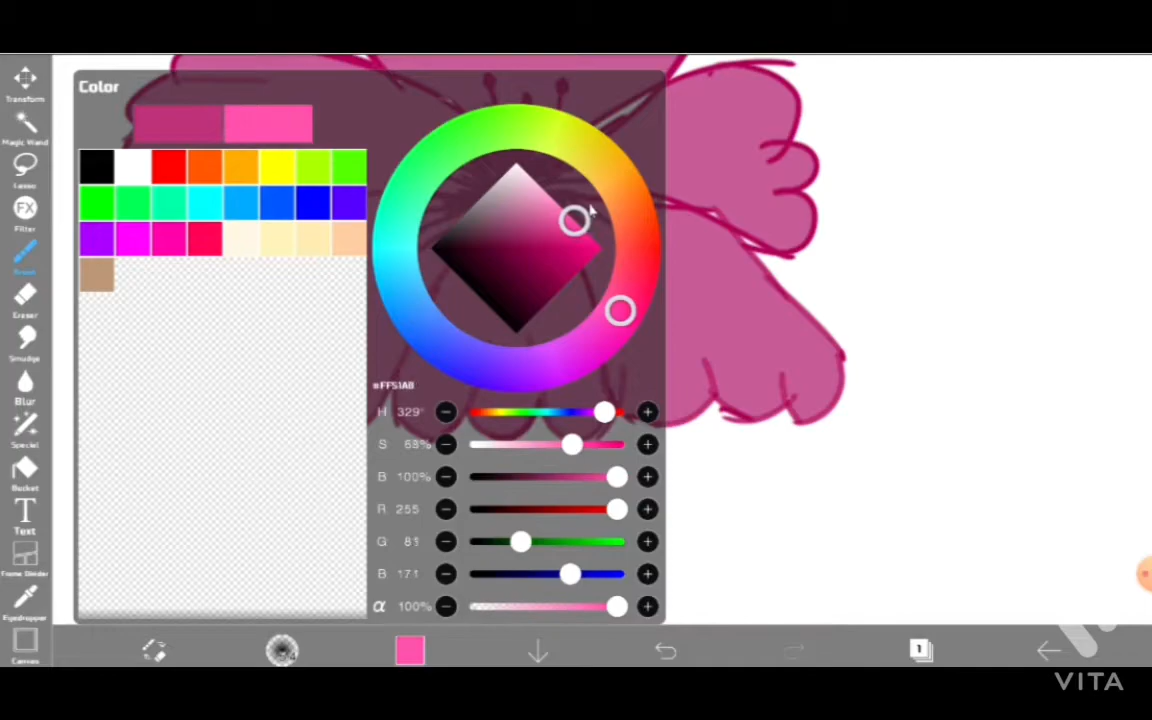 Color
Transform
Magic Wand
Lasso
FX
Filter
Brush
Eraser
Smudge
Blur
Special
Bucket
T
Text
Frame Divider
Eyedropper
Canvas
#FF51AB
H 329°
S 68%
B 100%
R 255
G 81
B 171
α 100%
1
VITA